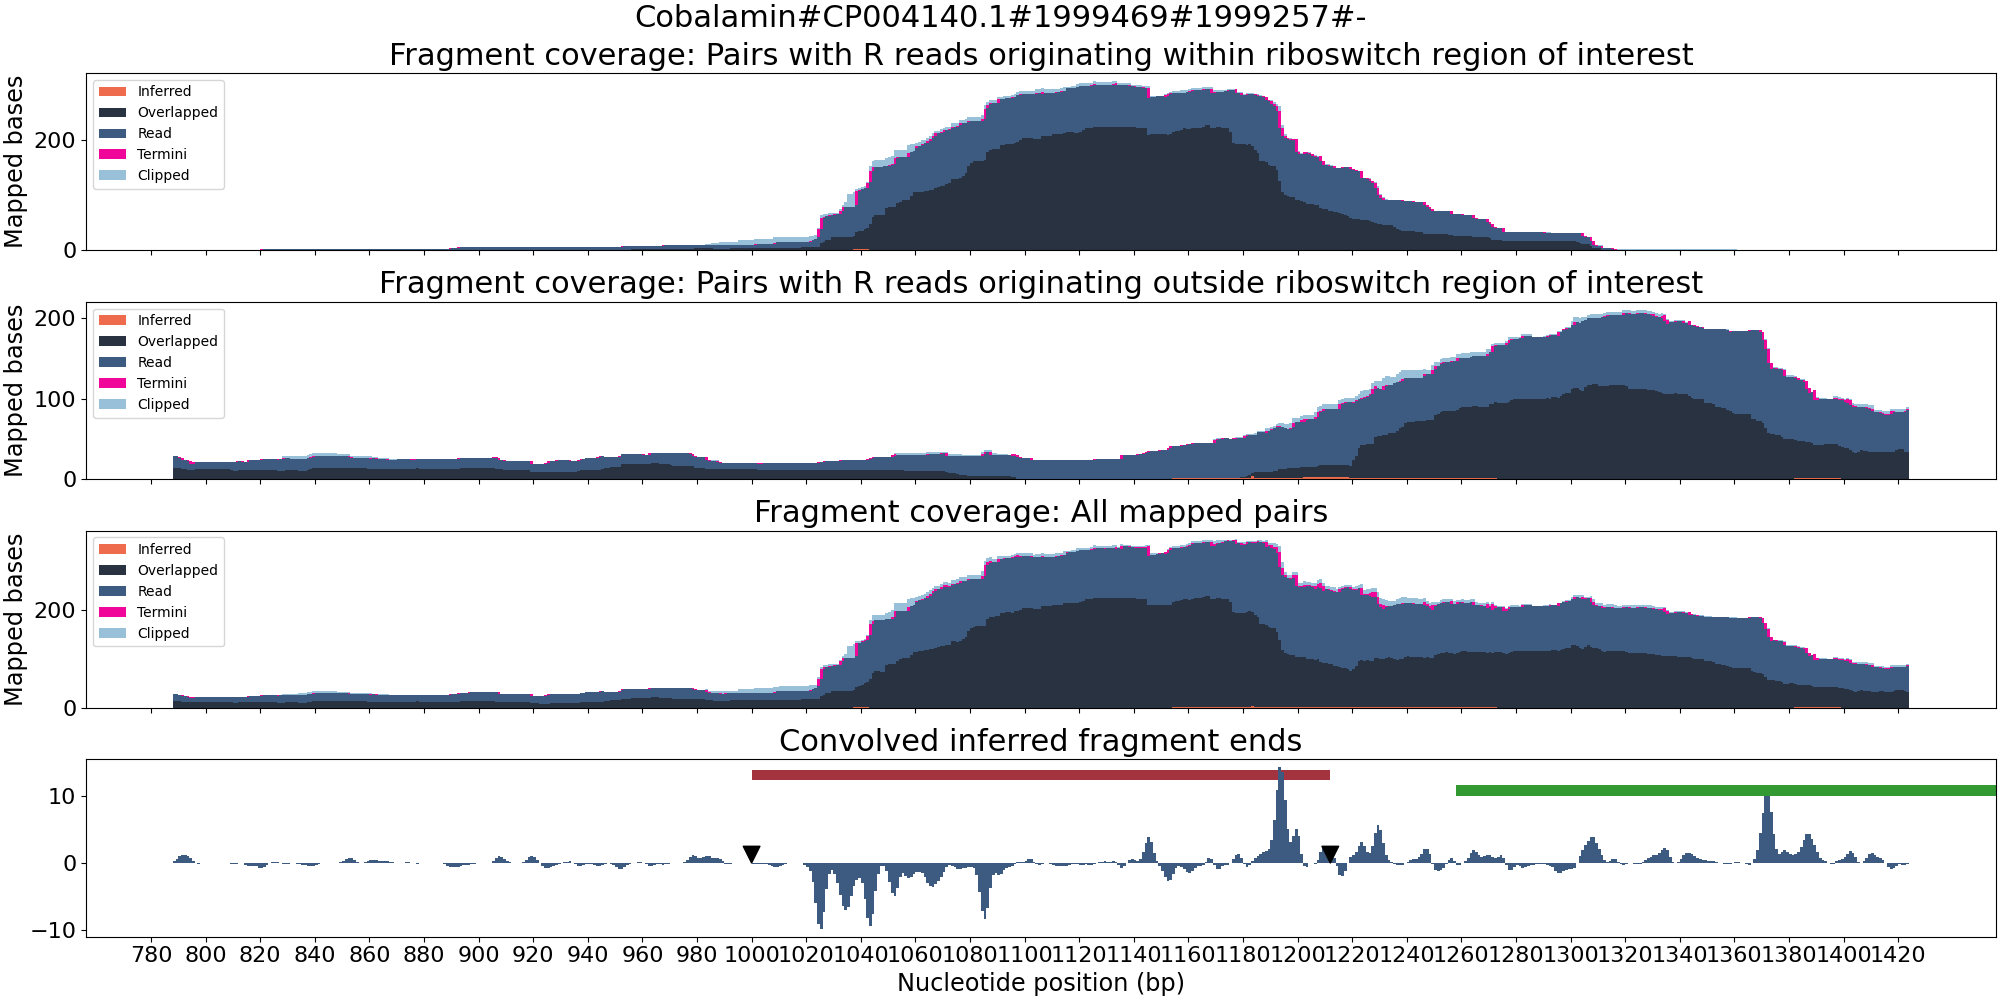 Cobalamin#CP004140.1#1999469#1999257#-
Fragment coverage: Pairs with R reads originating within riboswitch region of interest
Mapped bases
200
0
Inferred
Overlapped
Read
Termini
Clipped
Fragment coverage: Pairs with R reads originating outside riboswitch region of interest
Mapped bases
200
100
0
Inferred
Overlapped
Read
Termini
Clipped
Fragment coverage: All mapped pairs
Mapped bases
200
0
Inferred
Overlapped
Read
Termini
Clipped
Convolved inferred fragment ends
10
0
−10
780 800 820 840 860 880 900 920 940 960 980 1000 1020 1040 1060 1080 1100 1120 1140 1160 1180 1200 1220 1240 1260 1280 1300 1320 1340 1360 1380 1400 1420
Nucleotide position (bp)